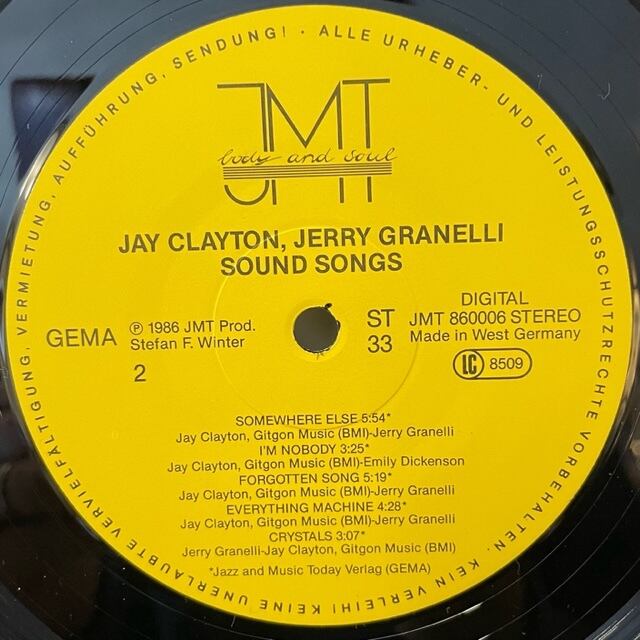 JMT
body and soul
JAY CLAYTON, JERRY GRANELLI
SOUND SONGS
GEMA
℗ 1986 JMT Prod.
Stefan F. Winter
2
ST
33
DIGITAL
JMT 860006 STEREO
Made in West Germany
LC 8509
SOMEWHERE ELSE 5:54*
Jay Clayton, Gitgon Music (BMI)-Jerry Granelli
I'M NOBODY 3:25*
Jay Clayton, Gitgon Music (BMI)-Emily Dickenson
FORGOTTEN SONG 5:19*
Jay Clayton, Gitgon Music (BMI)-Jerry Granelli
EVERYTHING MACHINE 4:28*
Jay Clayton, Gitgon Music (BMI)-Jerry Granelli
CRYSTALS 3:07*
Jerry Granelli-Jay Clayton, Gitgon Music (BMI)
*Jazz and Music Today Verlag (GEMA)
ALLE URHEBER- UND LEISTUNGSSCHUTZRECHTE VORBEHALTEN. KEIN VERLEIH! KEINE UNERLAUBTE VERVIELFÄLTIGUNG, VERMIETUNG, AUFFÜHRUNG, SENDUNG! ·